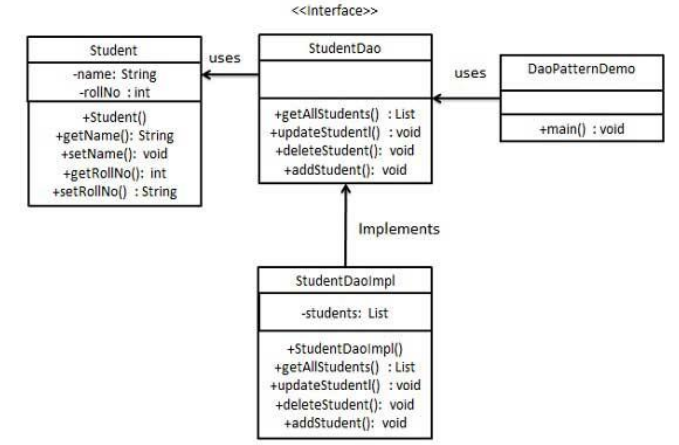 <<Interface>>
Student
-name: String
-rollNo : int
+Student()
+getName(): String
+setName(): void
+getRollNo(): int
+setRollNo() : String
uses
StudentDao
+getAllStudents() : List
+updateStudentl() : void
+deleteStudent(): void
+addStudent(): void
uses
DaoPatternDemo
+main() : void
Implements
StudentDaoImpl
-students: List
+StudentDaoImpl()
+getAllStudents() : List
+updateStudentl() : void
+deleteStudent(): void
+addStudent(): void